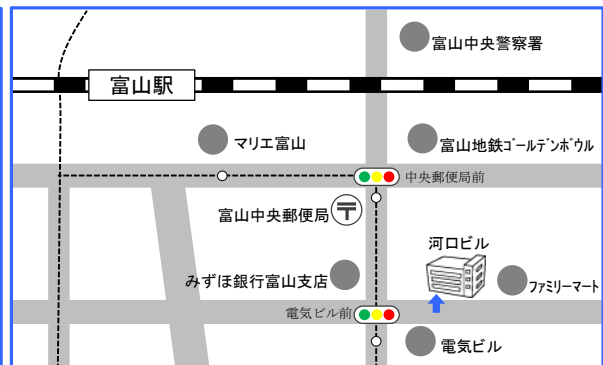 富山中央警察署
富山駅
マリエ富山
富山地鉄ｺﾞｰﾙﾃﾞﾝﾎﾞｳﾙ
中央郵便局前
富山中央郵便局
〒
河口ビル
みずほ銀行富山支店
ﾌｧﾐﾘｰﾏｰﾄ
電気ビル前
電気ビル